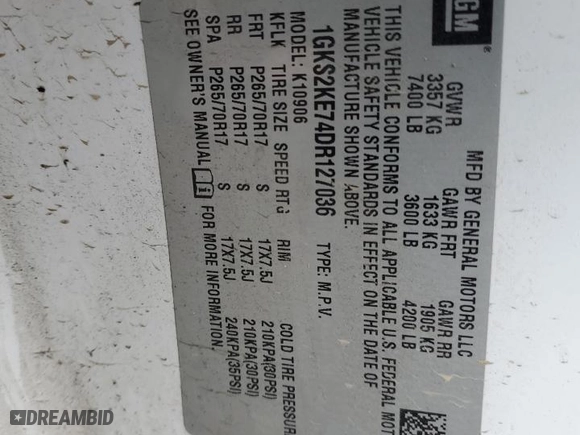 GM
MFD BY GENERAL MOTORS LLC
GVWR GAWR FRT GAWR RR
3357 KG 1633 KG 1905 KG
7400 LB 3600 LB 4200 LB
THIS VEHICLE CONFORMS TO ALL APPLICABLE U.S. FEDERAL MOT
VEHICLE SAFETY STANDARDS IN EFFECT ON THE DATE OF
MANUFACTURE SHOWN ABOVE.
1GKS2KE74DR127036 TYPE: M.P.V.
MODEL: K10906
KFLK TIRE SIZE SPEED RTG RIM COLD TIRE PRESSUR
FRT P265/70R17 S 17X7.5J 210KPA(30PSI)
RR P265/70R17 S 17X7.5J 210KPA(30PSI)
SPA P265/70R17 S 17X7.5J 240KPA(35PSI)
SEE OWNER'S MANUAL FOR MORE INFORMATION.
DREAMBID